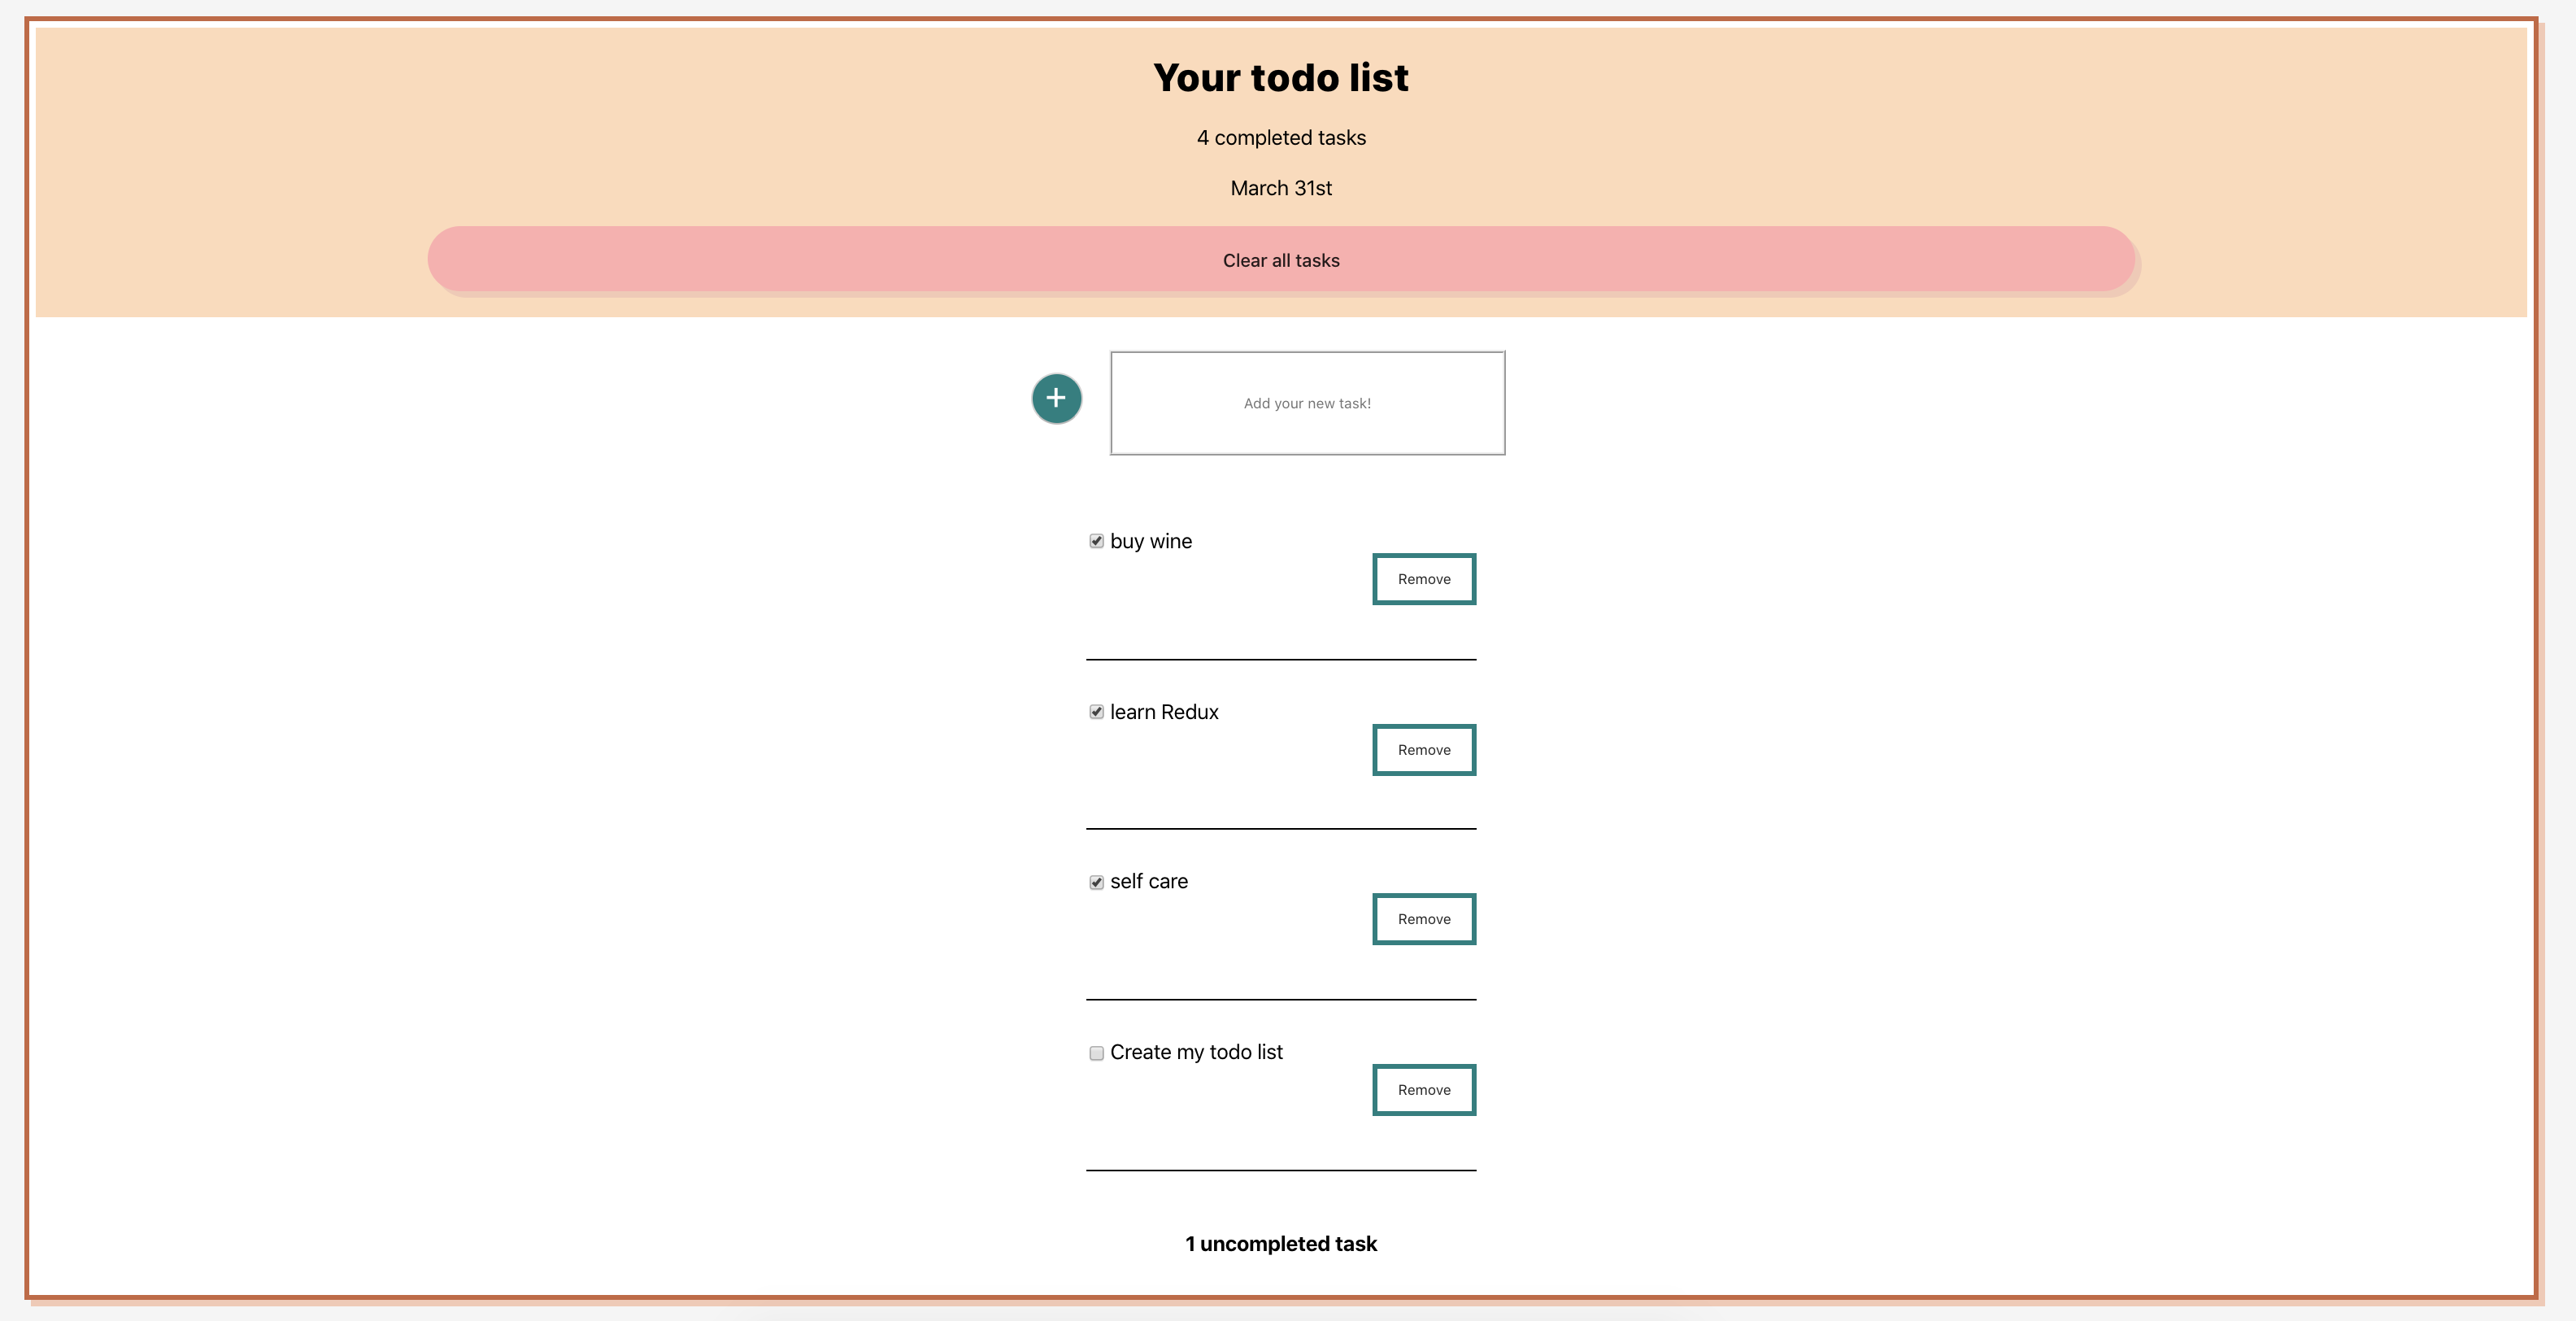 Your todo list
4 completed tasks
March 31st
Clear all tasks
+
Add your new task!
buy wine
Remove
learn Redux
Remove
self care
Remove
Create my todo list
Remove
1 uncompleted task